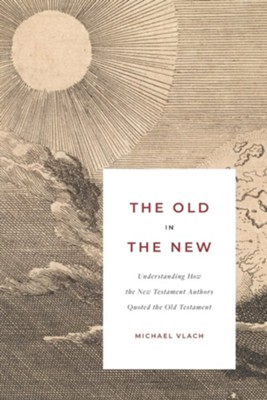 THE OLD
IN
THE NEW
Understanding How
the New Testament Authors
Quoted the Old Testament
MICHAEL VLACH